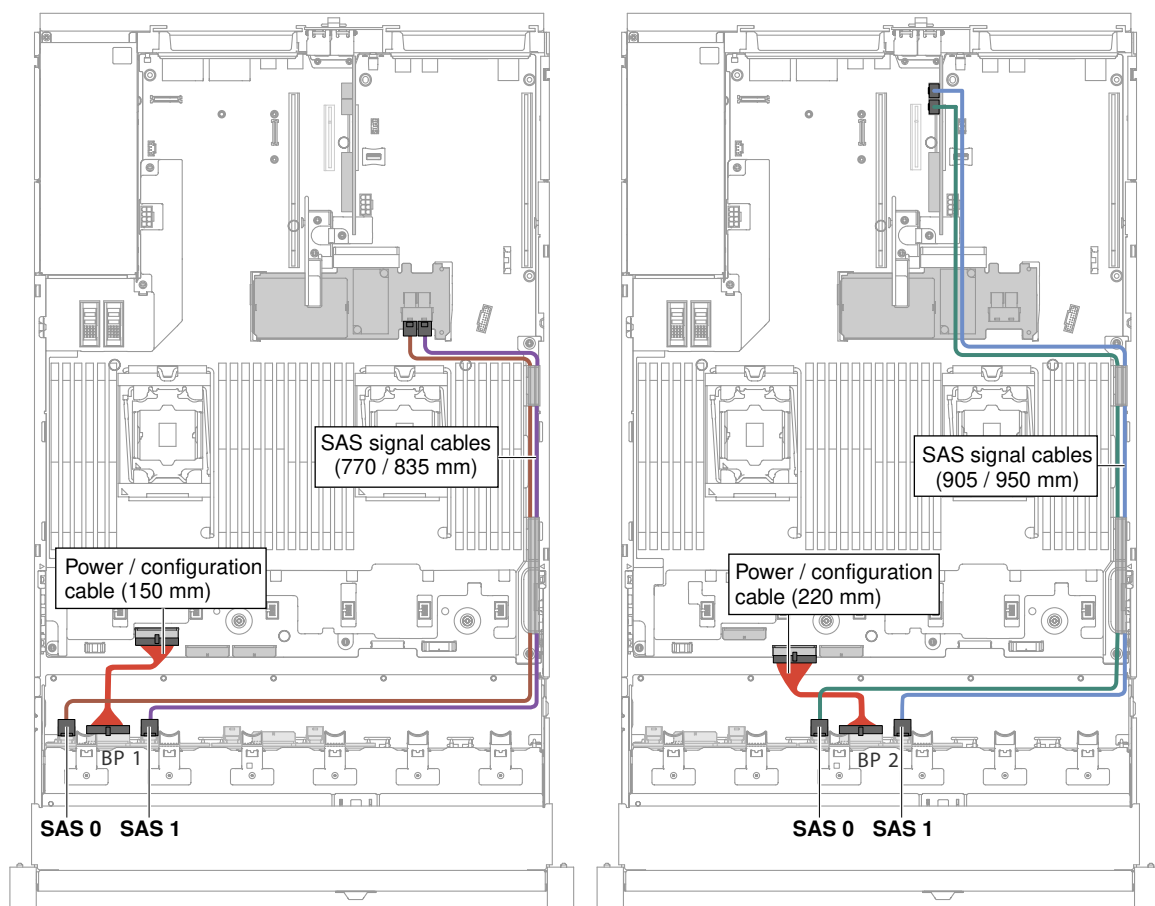 SAS signal cables
(770 / 835 mm)
Power / configuration
cable (150 mm)
BP 1
SAS 0 SAS 1
SAS signal cables
(905 / 950 mm)
Power / configuration
cable (220 mm)
BP 2
SAS 0 SAS 1